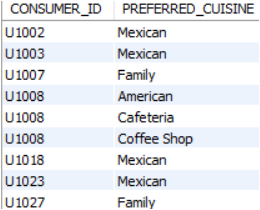 CONSUMER_ID PREFERRED_CUISINE
U1002 Mexican
U1003 Mexican
U1007 Family
U1008 American
U1008 Cafeteria
U1008 Coffee Shop
U1018 Mexican
U1023 Mexican
U1027 Family